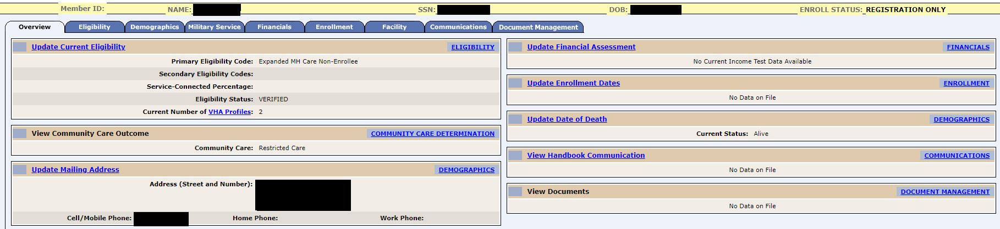 Member ID: NAME: SSN: DOB: ENROLL STATUS: REGISTRATION ONLY
Overview Eligibility Demographics Military Service Financials Enrollment Facility Communications Document Management
Update Current Eligibility ELIGIBILITY
Primary Eligibility Code: Expanded MH Care Non-Enrollee
Secondary Eligibility Codes:
Service-Connected Percentage:
Eligibility Status: VERIFIED
Current Number of VHA Profiles: 2
View Community Care Outcome COMMUNITY CARE DETERMINATION
Community Care: Restricted Care
Update Mailing Address DEMOGRAPHICS
Address (Street and Number):
Cell/Mobile Phone: Home Phone: Work Phone:
Update Financial Assessment FINANCIALS
No Current Income Test Data Available
Update Enrollment Dates ENROLLMENT
No Data on File
Update Date of Death DEMOGRAPHICS
Current Status: Alive
View Handbook Communication COMMUNICATIONS
No Data on File
View Documents DOCUMENT MANAGEMENT
No Data on File